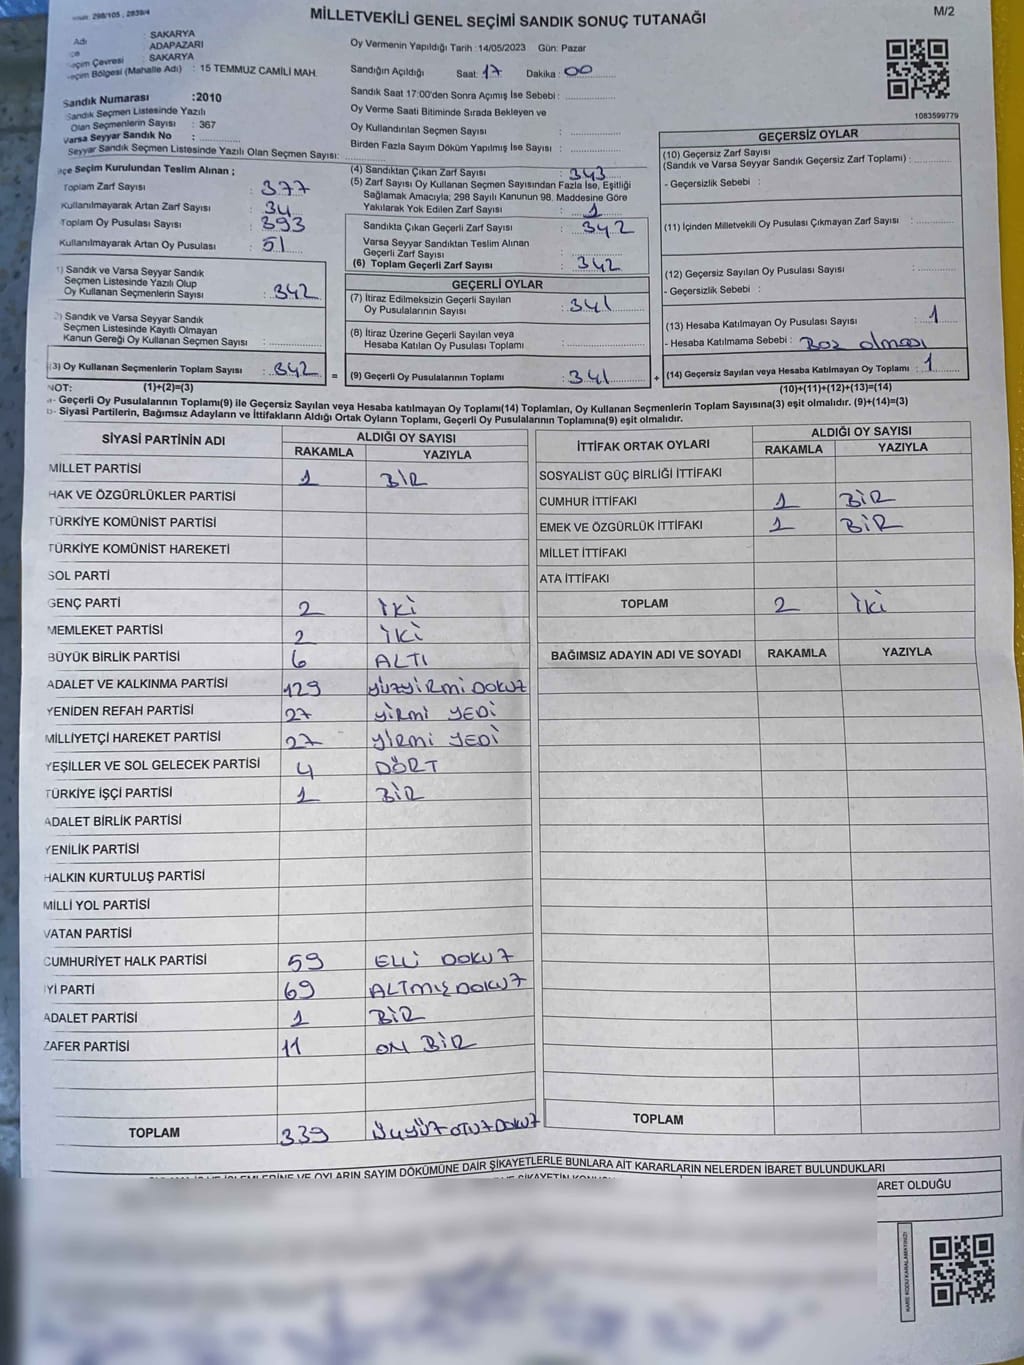 298/105 , 2839/4
MİLLETVEKİLİ GENEL SEÇİMİ SANDIK SONUÇ TUTANAĞI
M/2
Adı : SAKARYA
: ADAPAZARI
Seçim Çevresi : SAKARYA
Seçim Bölgesi (Mahalle Adı) : 15 TEMMUZ CAMİLİ MAH.
Oy Vermenin Yapıldığı Tarih : 14/05/2023 Gün: Pazar
Sandığın Açıldığı Saat: 17 Dakika : 00
Sandık Saat 17:00'den Sonra Açımış İse Sebebi :
Oy Verme Saati Bitiminde Sırada Bekleyen ve
Oy Kullandırılan Seçmen Sayısı :
Birden Fazla Sayım Döküm Yapılmış İse Sayısı :
1083599779
Sandık Numarası :2010
Sandık Seçmen Listesinde Yazılı
Olan Seçmenlerin Sayısı : 367
Varsa Seyyar Sandık No :
Seyyar Sandık Seçmen Listesinde Yazılı Olan Seçmen Sayısı:
İlçe Seçim Kurulundan Teslim Alınan ;
Toplam Zarf Sayısı : 377
Kullanılmayarak Artan Zarf Sayısı : 34
Toplam Oy Pusulası Sayısı : 393
Kullanılmayarak Artan Oy Pusulası : 51
1) Sandık ve Varsa Seyyar Sandık
Seçmen Listesinde Yazılı Olup
Oy Kullanan Seçmenlerin Sayısı : 342
2) Sandık ve Varsa Seyyar Sandık
Seçmen Listesinde Kayıtlı Olmayan
Kanun Gereği Oy Kullanan Seçmen Sayısı :
(3) Oy Kullanan Seçmenlerin Toplam Sayısı : 342 =
(4) Sandıktan Çıkan Zarf Sayısı : 343
(5) Zarf Sayısı Oy Kullanan Seçmen Sayısından Fazla İse, Eşitliği
Sağlamak Amacıyla; 298 Sayılı Kanunun 98. Maddesine Göre
Yakılarak Yok Edilen Zarf Sayısı : 1
Sandıkta Çıkan Geçerli Zarf Sayısı : 342
Varsa Seyyar Sandıktan Teslim Alınan
Geçerli Zarf Sayısı :
(6) Toplam Geçerli Zarf Sayısı : 342
GEÇERLİ OYLAR
(7) İtiraz Edilmeksizin Geçerli Sayılan
Oy Pusulalarının Sayısı : 341
(8) İtiraz Üzerine Geçerli Sayılan veya
Hesaba Katılan Oy Pusulası Toplamı :
(9) Geçerli Oy Pusulalarının Toplamı : 341 +
GEÇERSİZ OYLAR
(10) Geçersiz Zarf Sayısı
(Sandık ve Varsa Seyyar Sandık Geçersiz Zarf Toplamı) :
- Geçersizlik Sebebi :
(11) İçinden Milletvekili Oy Pusulası Çıkmayan Zarf Sayısı :
(12) Geçersiz Sayılan Oy Pusulası Sayısı :
- Geçersizlik Sebebi :
(13) Hesaba Katılmayan Oy Pusulası Sayısı : 1
- Hesaba Katılmama Sebebi : Boz olması
(14) Geçersiz Sayılan veya Hesaba Katılmayan Oy Toplamı : 1
NOT: (1)+(2)=(3)
(10)+(11)+(12)+(13)=(14)
a- Geçerli Oy Pusulalarının Toplamı(9) ile Geçersiz Sayılan veya Hesaba katılmayan Oy Toplamı(14) Toplamları, Oy Kullanan Seçmenlerin Toplam Sayısına(3) eşit olmalıdır. (9)+(14)=(3)
b- Siyasi Partilerin, Bağımsız Adayların ve İttifakların Aldığı Ortak Oyların Toplamı, Geçerli Oy Pusulalarının Toplamına(9) eşit olmalıdır.
SİYASİ PARTİNİN ADI ALDIĞI OY SAYISI
RAKAMLA YAZIYLA
MİLLET PARTİSİ 1 BİR
HAK VE ÖZGÜRLÜKLER PARTİSİ
TÜRKİYE KOMÜNİST PARTİSİ
TÜRKİYE KOMÜNİST HAREKETİ
SOL PARTİ
GENÇ PARTİ 2 İKİ
MEMLEKET PARTİSİ 2 İKİ
BÜYÜK BİRLİK PARTİSİ 6 ALTI
ADALET VE KALKINMA PARTİSİ 129 YÜZYİRMİ DOKUZ
YENİDEN REFAH PARTİSİ 27 YİRMİ YEDİ
MİLLİYETÇİ HAREKET PARTİSİ 27 YİRMİ YEDİ
YEŞİLLER VE SOL GELECEK PARTİSİ 4 DÖRT
TÜRKİYE İŞÇİ PARTİSİ 1 BİR
ADALET BİRLİK PARTİSİ
YENİLİK PARTİSİ
HALKIN KURTULUŞ PARTİSİ
MİLLİ YOL PARTİSİ
VATAN PARTİSİ
CUMHURİYET HALK PARTİSİ 59 ELLİ DOKUZ
İYİ PARTİ 69 ALTMIŞ DOKUZ
ADALET PARTİSİ 1 BİR
ZAFER PARTİSİ 11 ON BİR
TOPLAM 339 ÜÇYÜZ OTUZ DOKUZ
İTTİFAK ORTAK OYLARI ALDIĞI OY SAYISI
RAKAMLA YAZIYLA
SOSYALİST GÜÇ BİRLİĞİ İTTİFAKI
CUMHUR İTTİFAKI 1 BİR
EMEK VE ÖZGÜRLÜK İTTİFAKI 1 BİR
MİLLET İTTİFAKI
ATA İTTİFAKI
TOPLAM 2 İKİ
BAĞIMSIZ ADAYIN ADI VE SOYADI RAKAMLA YAZIYLA
TOPLAM
OYLARIN SAYIM DÖKÜMÜNE DAİR ŞİKAYETLERLE BUNLARA AİT KARARLARIN NELERDEN İBARET BULUNDUKLARI
ARET OLDUĞU